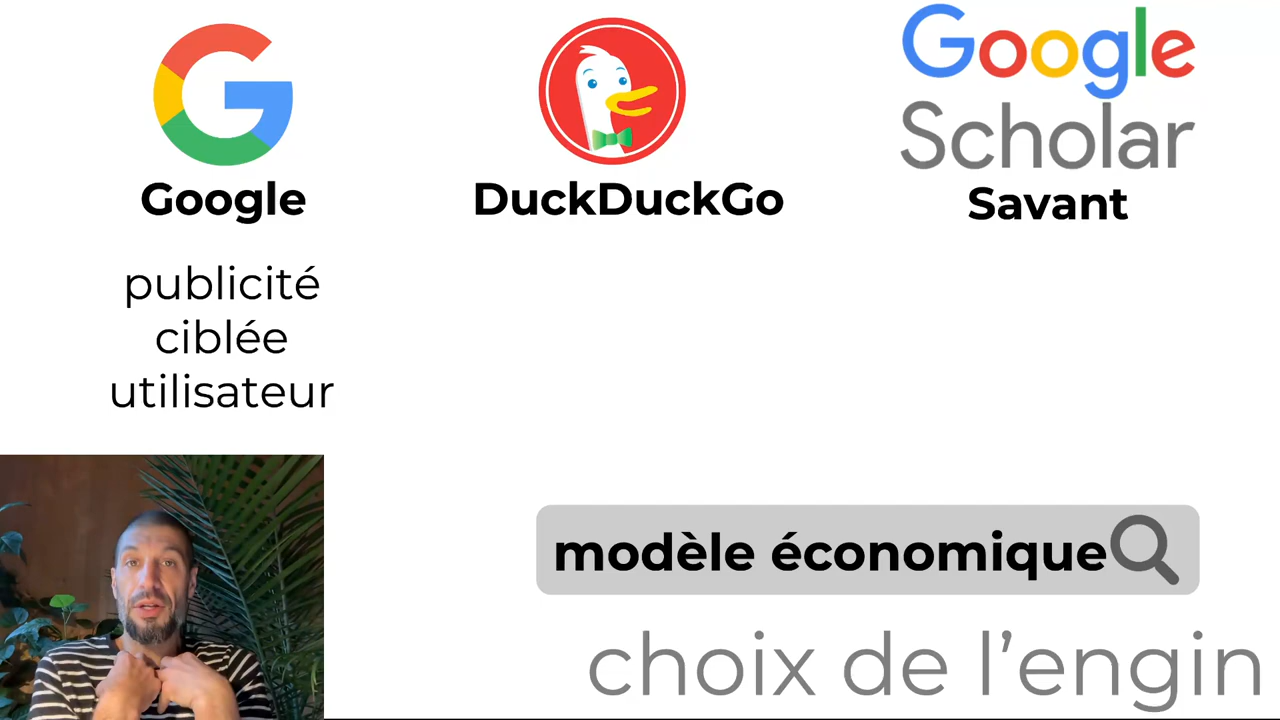 Google
Scholar
Google
DuckDuckGo
Savant
publicité
ciblée
utilisateur
modèle économique
choix de l'engin